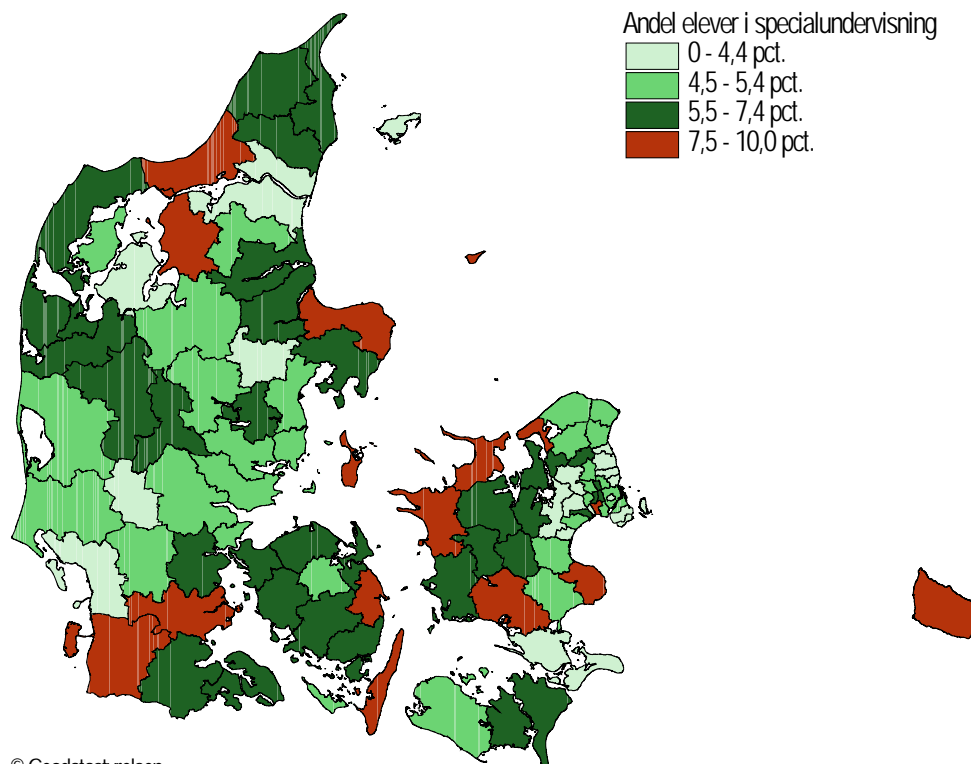 Andel elever i specialundervisning
0 - 4,4 pct.
4,5 - 5,4 pct.
5,5 - 7,4 pct.
7,5 - 10,0 pct.
©